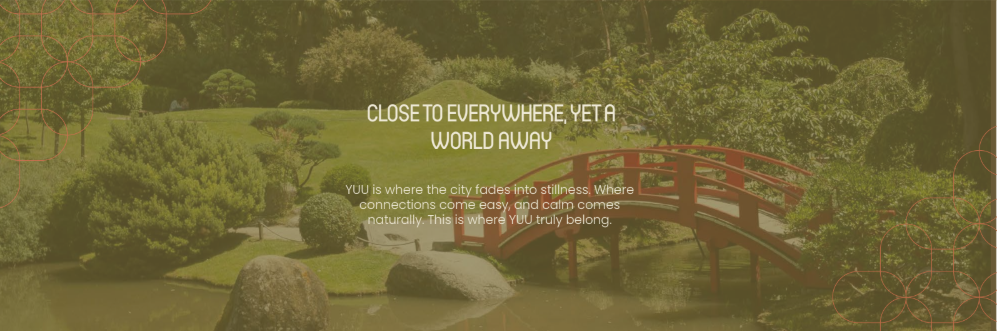 CLOSE TO EVERYWHERE, YET A
WORLD AWAY
YUU is where the city fades into stillness. Where
connections come easy, and calm comes
naturally. This is where YUU truly belong.